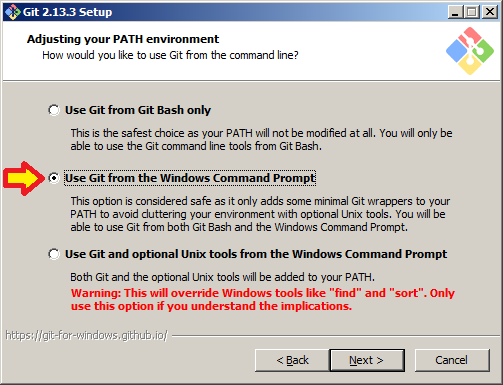 Git 2.13.3 Setup
Adjusting your PATH environment
How would you like to use Git from the command line?
Use Git from Git Bash only
This is the safest choice as your PATH will not be modified at all. You will only be
able to use the Git command line tools from Git Bash.
Use Git from the Windows Command Prompt
This option is considered safe as it only adds some minimal Git wrappers to your
PATH to avoid cluttering your environment with optional Unix tools. You will be
able to use Git from both Git Bash and the Windows Command Prompt.
Use Git and optional Unix tools from the Windows Command Prompt
Both Git and the optional Unix tools will be added to your PATH.
Warning: This will override Windows tools like "find" and "sort". Only
use this option if you understand the implications.
https://git-for-windows.github.io/
< Back
Next >
Cancel